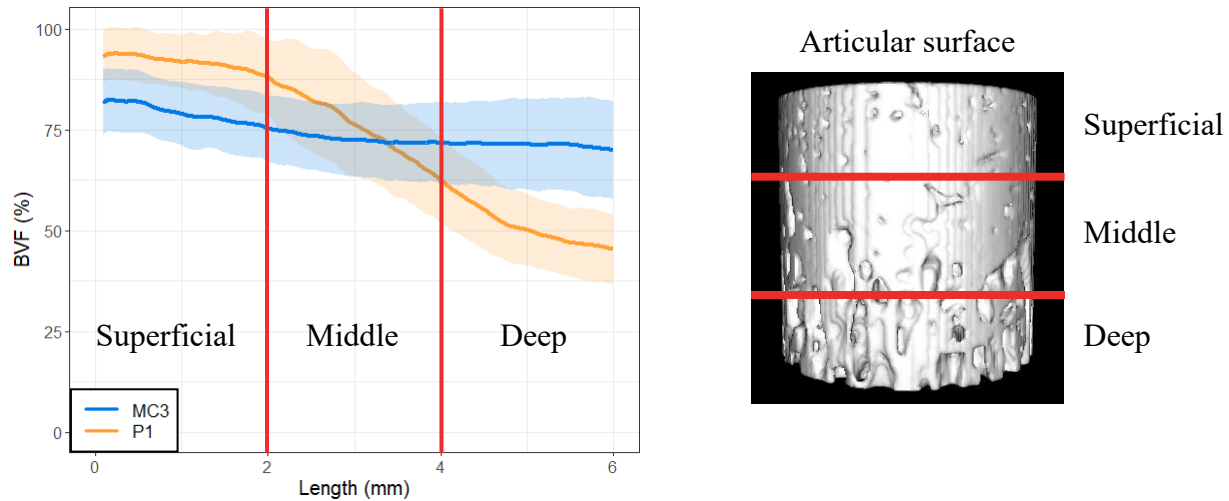 100
75
50
25
0
BVF (%)
Superficial
Middle
Deep
MC3
P1
0
2
4
6
Length (mm)
Articular surface
Superficial
Middle
Deep